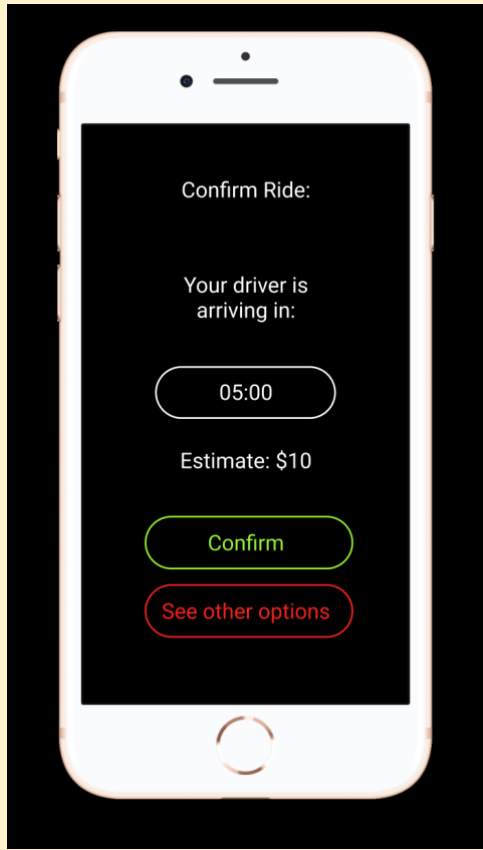 Confirm Ride:
Your driver is
arriving in:
05:00
Estimate: $10
Confirm
See other options